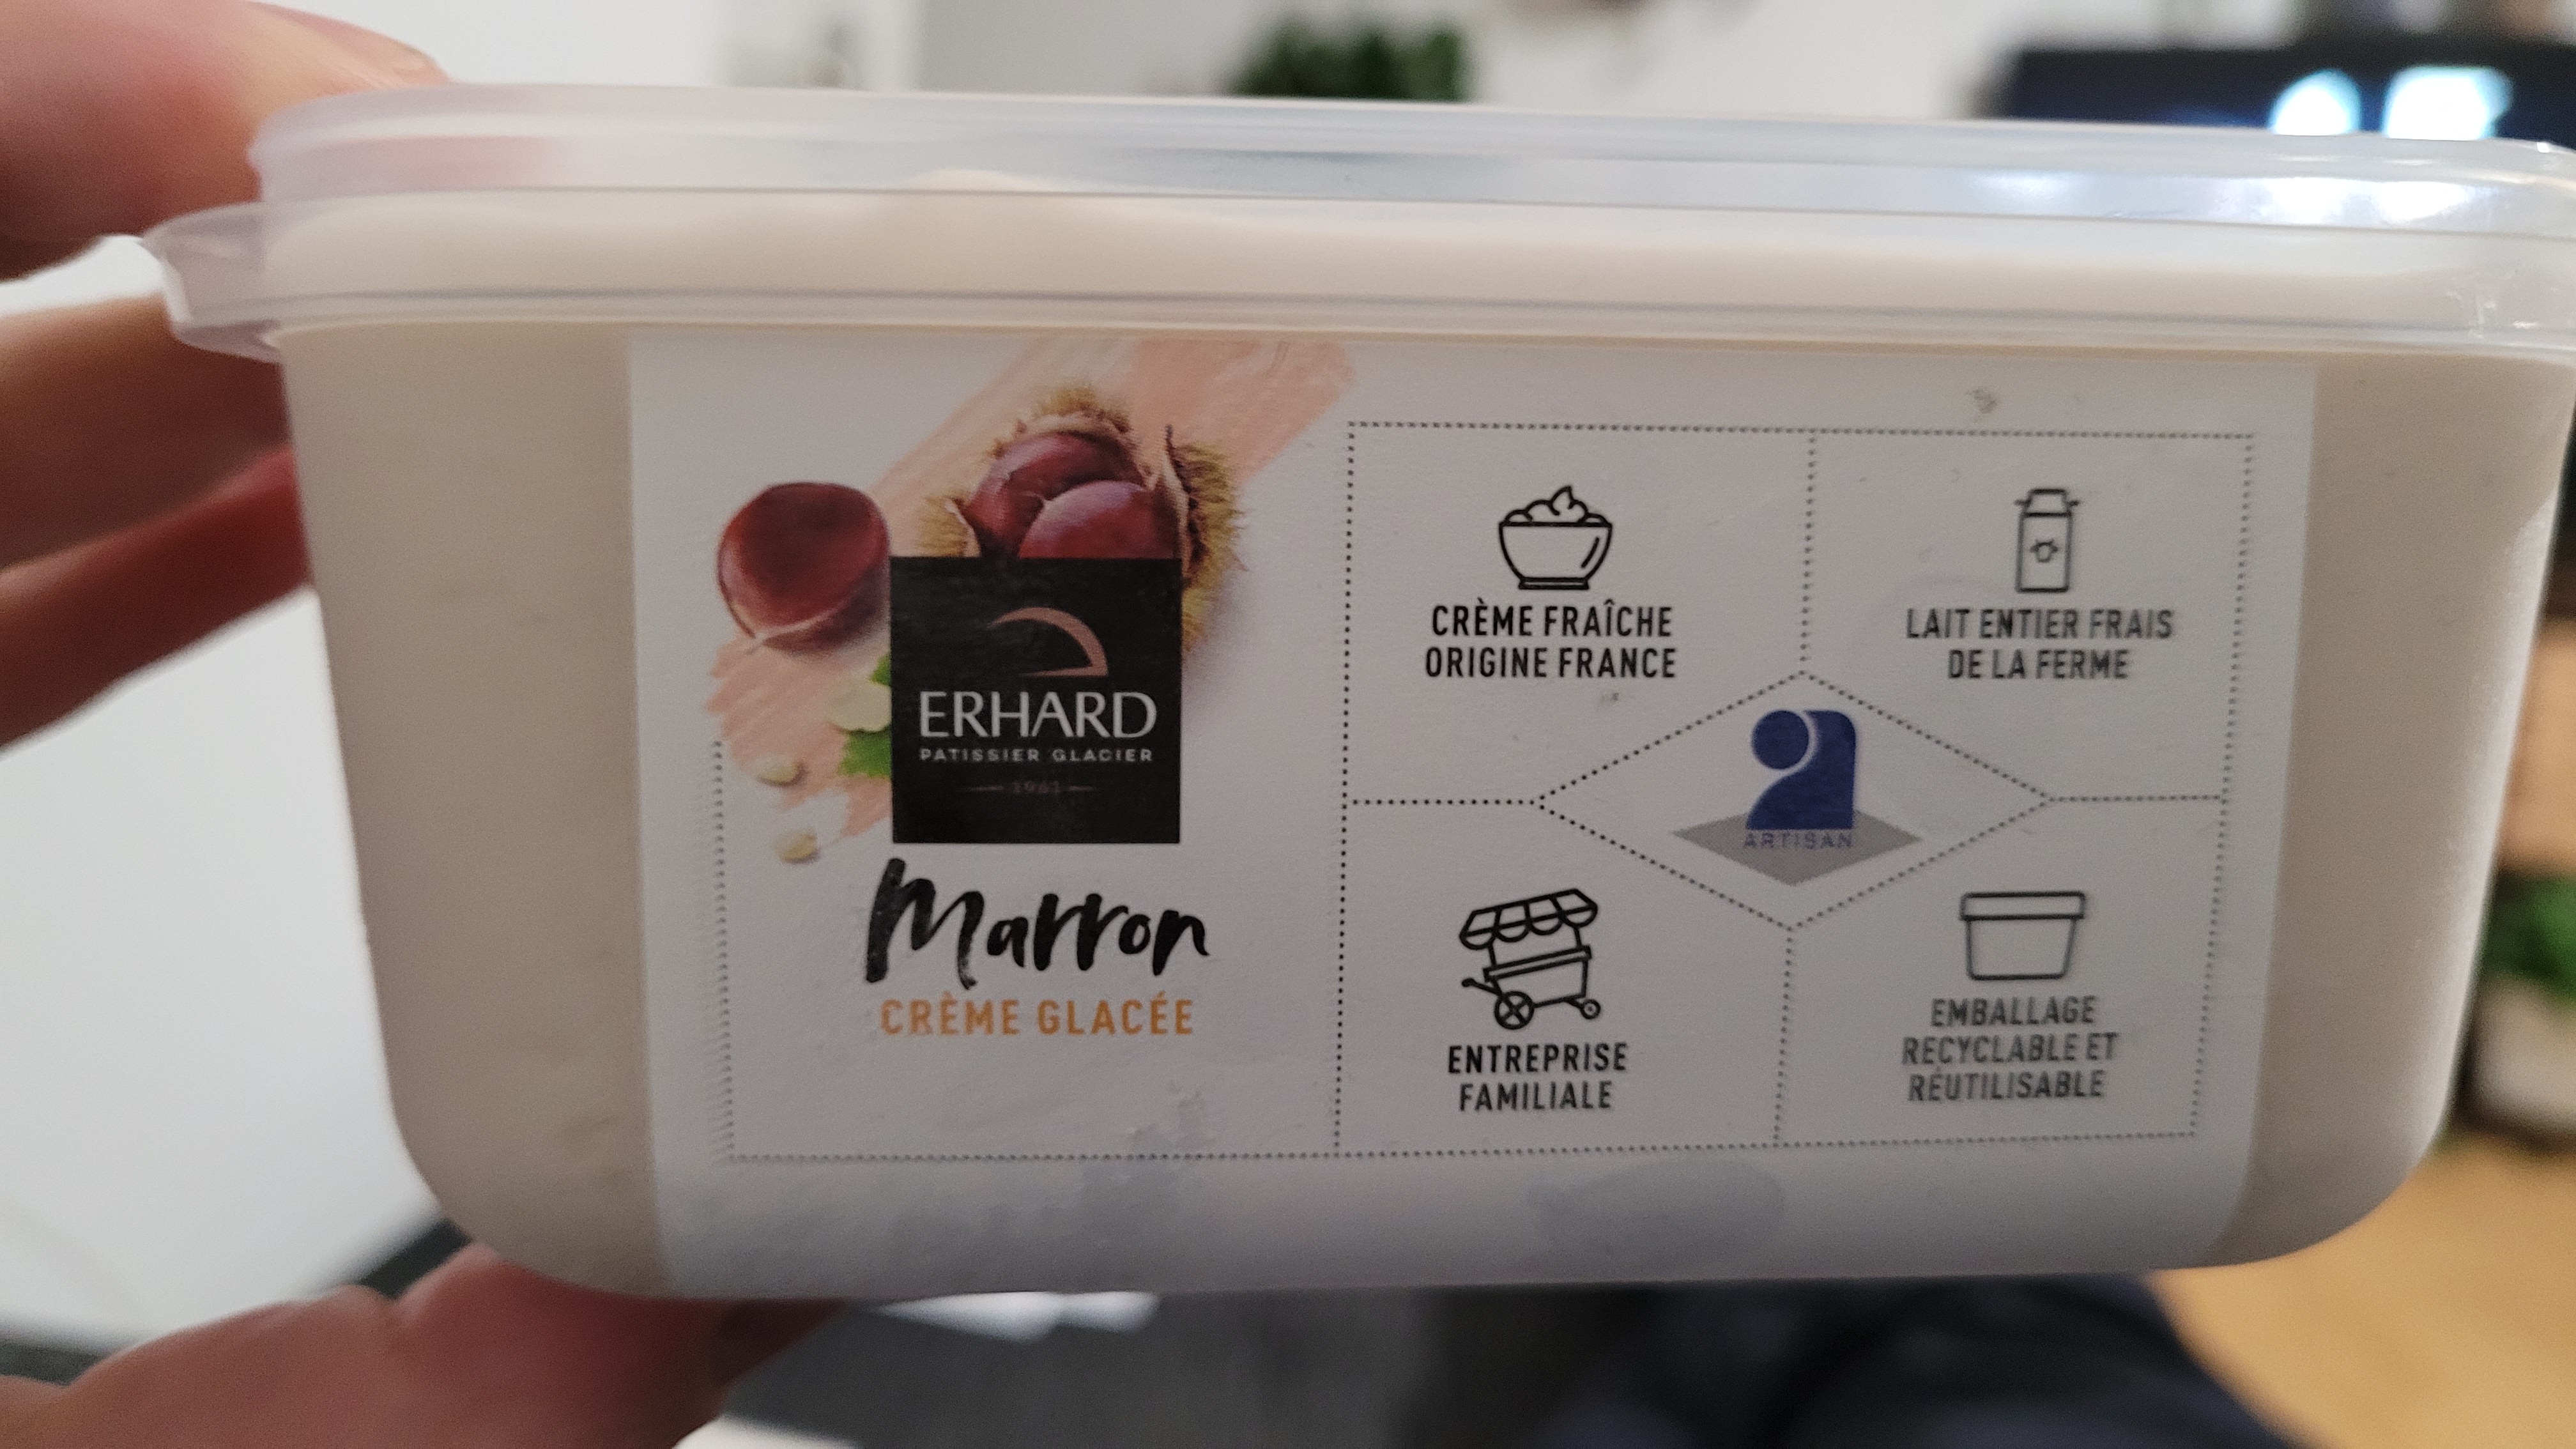 ERHARD
PATISSIER GLACIER
1961
Marron
CRÈME GLACÉE
CRÈME FRAÎCHE
ORIGINE FRANCE
LAIT ENTIER FRAIS
DE LA FERME
ARTISAN
ENTREPRISE
FAMILIALE
EMBALLAGE
RECYCLABLE ET
RÉUTILISABLE